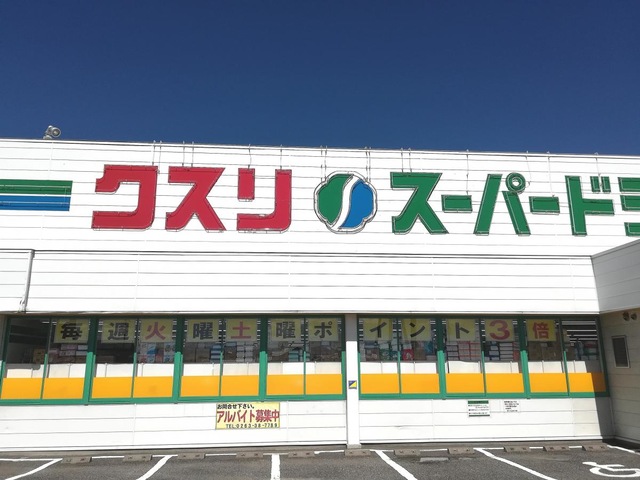 クスリ スーパードラ
毎週火曜土曜ポイント3倍
お問合せ下さい。
アルバイト募集中